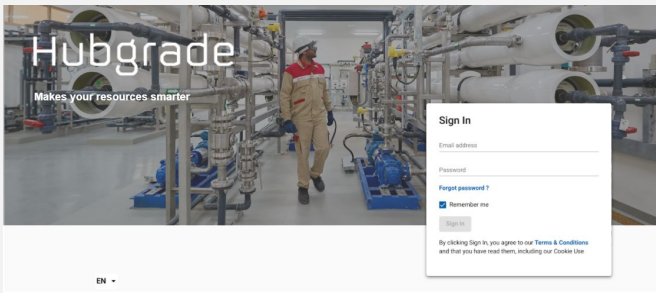 Hubgrade
Makes your resources smarter
Sign In
Email address
Password
Forgot password ?
Remember me
Sign In
By clicking Sign In, you agree to our Terms & Conditions
and that you have read them, including our Cookie Use
EN